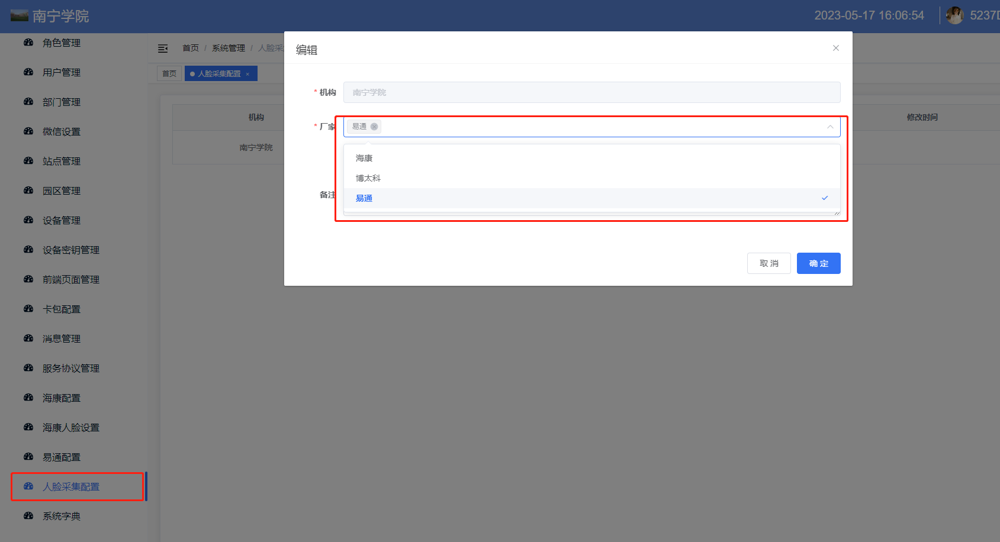 南宁学院
2023-05-17 16:06:54
5237
角色管理
用户管理
部门管理
微信设置
站点管理
园区管理
设备管理
设备密钥管理
前端页面管理
卡包配置
消息管理
服务协议管理
海康配置
海康人脸设置
易通配置
人脸采集配置
系统字典
首页 / 系统管理 / 人脸采
首页
人脸采集配置 ×
机构
修改时间
南宁学院
编辑
* 机构
南宁学院
* 厂家
易通
海康
博太科
易通
备注
取 消
确 定